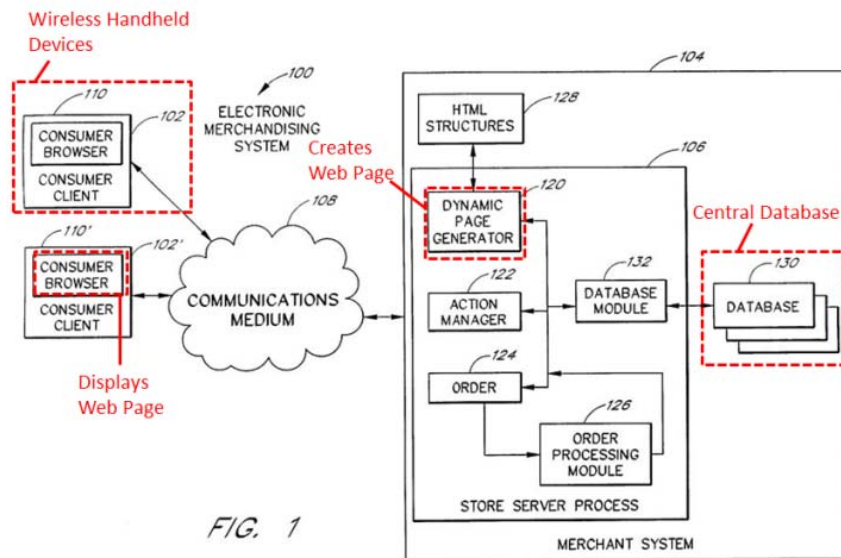 Wireless Handheld
Devices
110
102
CONSUMER
BROWSER
CONSUMER
CLIENT
100
ELECTRONIC
MERCHANDISING
SYSTEM
104
HTML
STRUCTURES
128
106
Creates
Web Page
120
DYNAMIC
PAGE
GENERATOR
Central Database
110'
102'
CONSUMER
BROWSER
CONSUMER
CLIENT
108
COMMUNICATIONS
MEDIUM
122
ACTION
MANAGER
132
DATABASE
MODULE
130
DATABASE
Displays
Web Page
124
ORDER
126
ORDER
PROCESSING
MODULE
STORE SERVER PROCESS
FIG. 1
MERCHANT SYSTEM